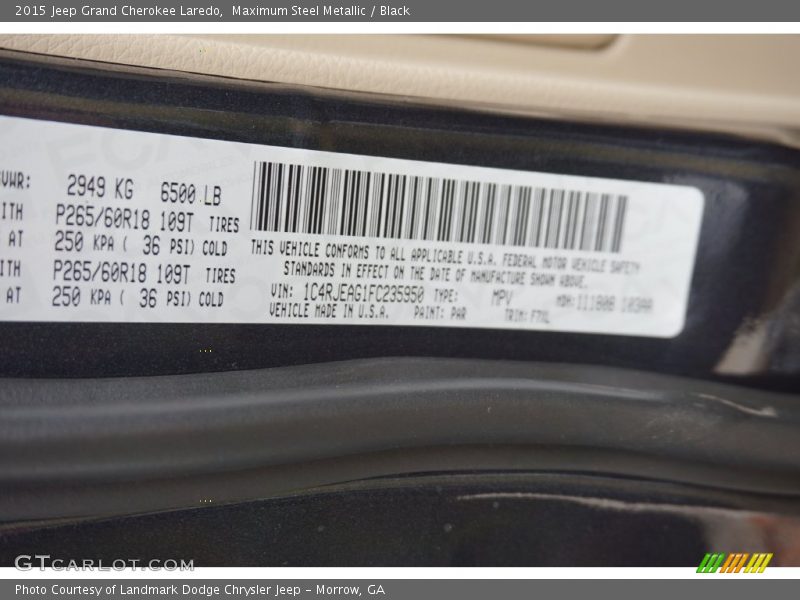 2015 Jeep Grand Cherokee Laredo, Maximum Steel Metallic / Black
2949 KG 6500 LB
P265/60R18 109T TIRES
AT 250 KPA ( 36 PSI) COLD
P265/60R18 109T TIRES
AT 250 KPA ( 36 PSI) COLD
THIS VEHICLE CONFORMS TO ALL APPLICABLE U.S.A. FEDERAL MOTOR VEHICLE SAFETY
STANDARDS IN EFFECT ON THE DATE OF MANUFACTURE SHOWN ABOVE.
VIN: 1C4RJEAG1FC235950 TYPE: MPV
VEHICLE MADE IN U.S.A. PAINT: PAR TRIM:
GTCARLOT.COM
Photo Courtesy of Landmark Dodge Chrysler Jeep – Morrow, GA